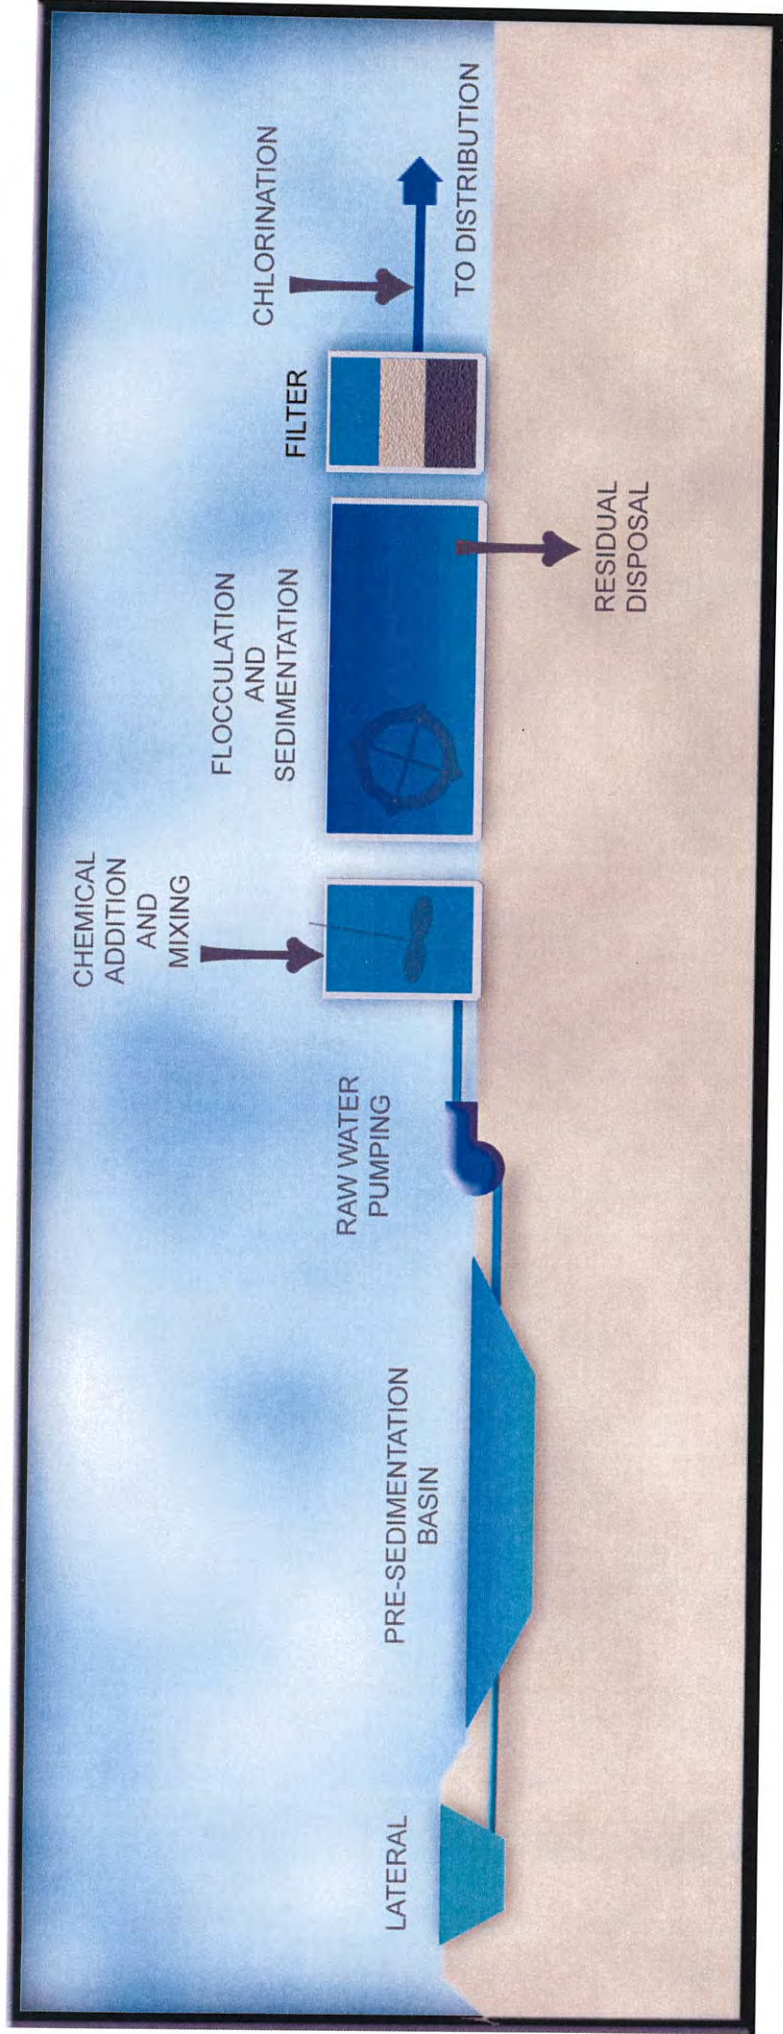 LATERAL
PRE-SEDIMENTATION
BASIN
RAW WATER
PUMPING
CHEMICAL
ADDITION
AND
MIXING
FLOCCULATION
AND
SEDIMENTATION
RESIDUAL
DISPOSAL
FILTER
CHLORINATION
TO DISTRIBUTION